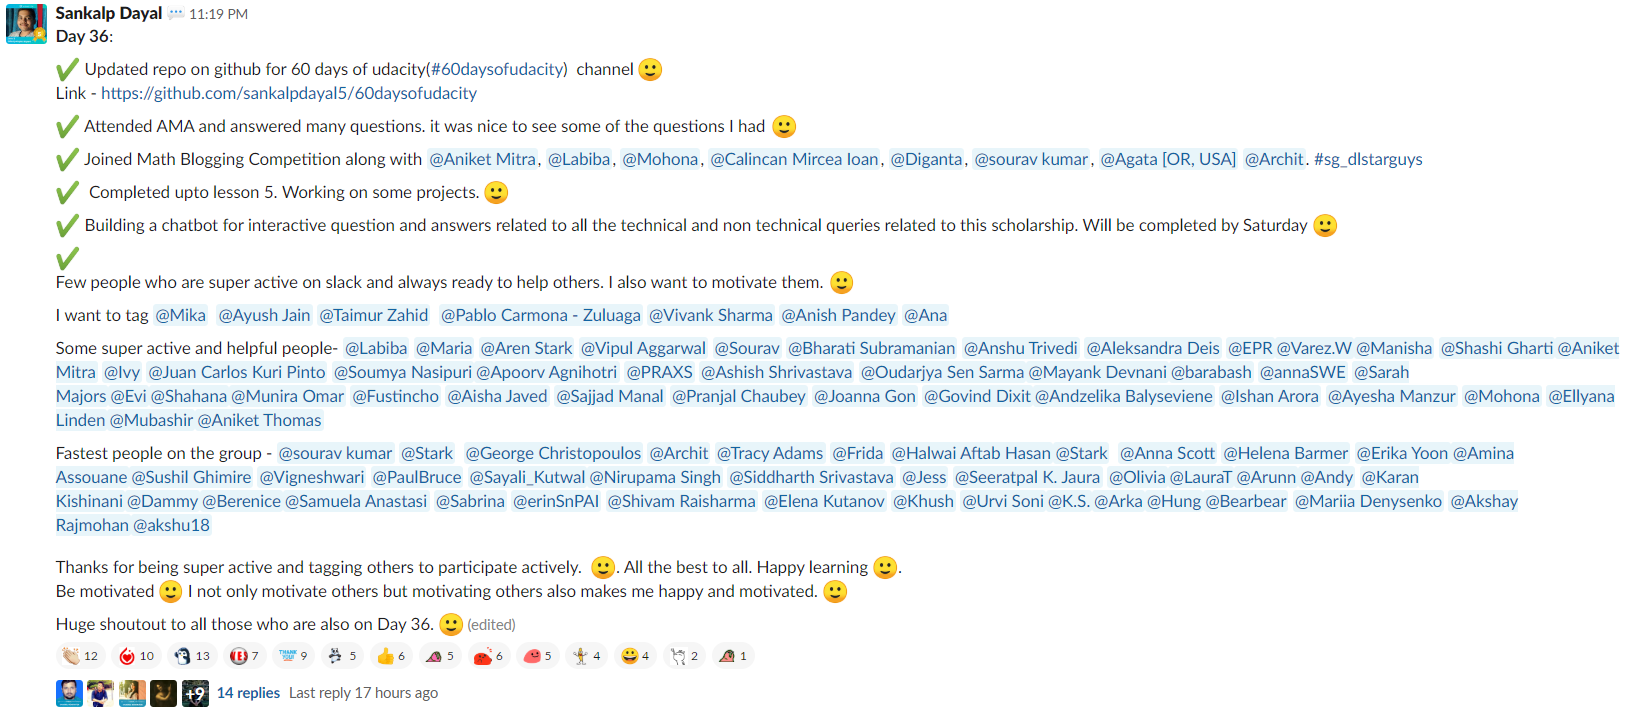 Sankalp Dayal 11:19 PM
Day 36:
Updated repo on github for 60 days of udacity(#60daysofudacity) channel
Link - https://github.com/sankalpdayal5/60daysofudacity
Attended AMA and answered many questions. it was nice to see some of the questions I had
Joined Math Blogging Competition along with @Aniket Mitra, @Labiba, @Mohona, @Calincan Mircea Ioan, @Diganta, @sourav kumar, @Agata [OR, USA] @Archit. #sg_dlstarguys
Completed upto lesson 5. Working on some projects.
Building a chatbot for interactive question and answers related to all the technical and non technical queries related to this scholarship. Will be completed by Saturday
Few people who are super active on slack and always ready to help others. I also want to motivate them.
I want to tag @Mika @Ayush Jain @Taimur Zahid @Pablo Carmona - Zuluaga @Vivank Sharma @Anish Pandey @Ana
Some super active and helpful people- @Labiba @Maria @Aren Stark @Vipul Aggarwal @Sourav @Bharati Subramanian @Anshu Trivedi @Aleksandra Deis @EPR @Varez.W @Manisha @Shashi Gharti @Aniket
Mitra @Ivy @Juan Carlos Kuri Pinto @Soumya Nasipuri @Apoorv Agnihotri @PRAXS @Ashish Shrivastava @Oudarjya Sen Sarma @Mayank Devnani @barabash @annaSWE @Sarah
Majors @Evi @Shahana @Munira Omar @Fustincho @Aisha Javed @Sajjad Manal @Pranjal Chaubey @Joanna Gon @Govind Dixit @Andzelika Balyseviene @Ishan Arora @Ayesha Manzur @Mohona @Ellyana
Linden @Mubashir @Aniket Thomas
Fastest people on the group - @sourav kumar @Stark @George Christopoulos @Archit @Tracy Adams @Frida @Halwai Aftab Hasan @Stark @Anna Scott @Helena Barmer @Erika Yoon @Amina
Assouane @Sushil Ghimire @Vigneshwari @PaulBruce @Sayali_Kutwal @Nirupama Singh @Siddharth Srivastava @Jess @Seeratpal K. Jaura @Olivia @LauraT @Arunn @Andy @Karan
Kishinani @Dammy @Berenice @Samuela Anastasi @Sabrina @erinSnPAI @Shivam Raisharma @Elena Kutanov @Khush @Urvi Soni @K.S. @Arka @Hung @Bearbear @Mariia Denysenko @Akshay
Rajmohan @akshu18
Thanks for being super active and tagging others to participate actively. . All the best to all. Happy learning .
Be motivated I not only motivate others but motivating others also makes me happy and motivated.
Huge shoutout to all those who are also on Day 36. (edited)
12 10 13 7 THANK YOU! 9 5 6 5 6 5 4 4 2 1
+9 14 replies Last reply 17 hours ago